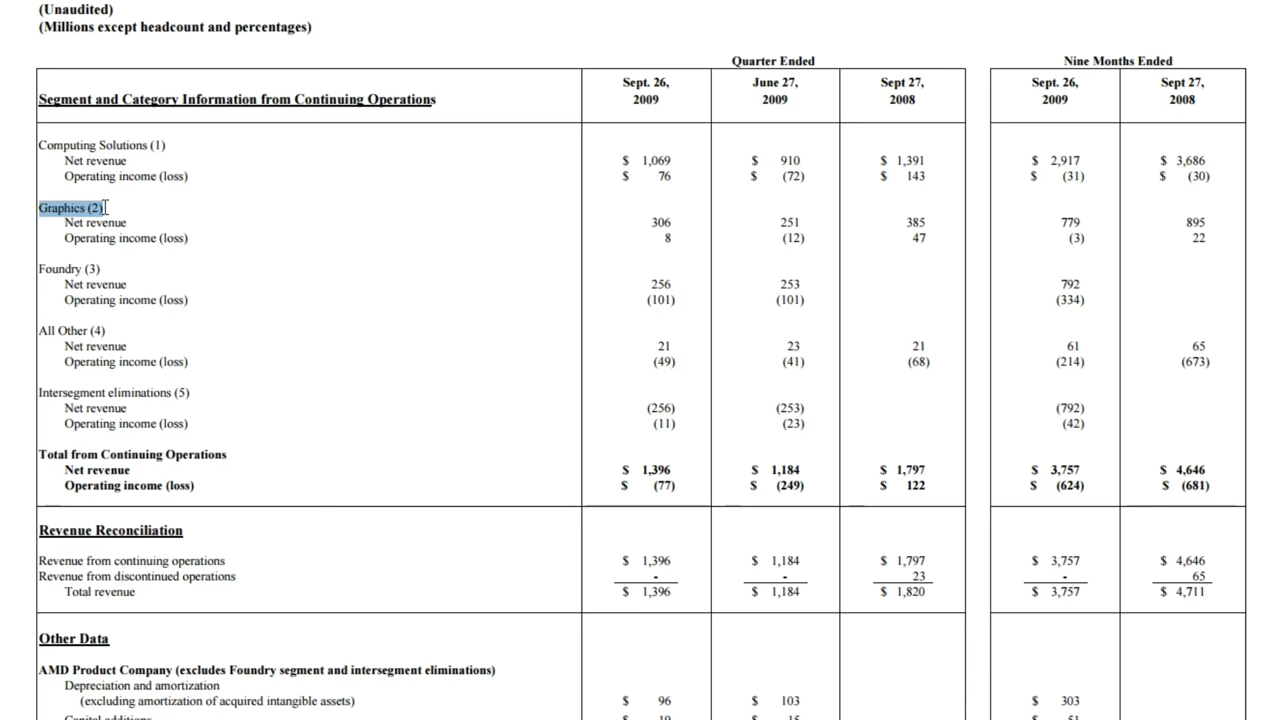 (Unaudited)
(Millions except headcount and percentages)
Quarter Ended Nine Months Ended
Sept. 26, June 27, Sept 27, Sept. 26, Sept 27,
Segment and Category Information from Continuing Operations 2009 2009 2008 2009 2008
Computing Solutions (1)
Net revenue $ 1,069 $ 910 $ 1,391 $ 2,917 $ 3,686
Operating income (loss) $ 76 $ (72) $ 143 $ (31) $ (30)
Graphics (2)
Net revenue 306 251 385 779 895
Operating income (loss) 8 (12) 47 (3) 22
Foundry (3)
Net revenue 256 253 792
Operating income (loss) (101) (101) (334)
All Other (4)
Net revenue 21 23 21 61 65
Operating income (loss) (49) (41) (68) (214) (673)
Intersegment eliminations (5)
Net revenue (256) (253) (792)
Operating income (loss) (11) (23) (42)
Total from Continuing Operations
Net revenue $ 1,396 $ 1,184 $ 1,797 $ 3,757 $ 4,646
Operating income (loss) $ (77) $ (249) $ 122 $ (624) $ (681)
Revenue Reconciliation
Revenue from continuing operations $ 1,396 $ 1,184 $ 1,797 $ 3,757 $ 4,646
Revenue from discontinued operations - - 23 - 65
Total revenue $ 1,396 $ 1,184 $ 1,820 $ 3,757 $ 4,711
Other Data
AMD Product Company (excludes Foundry segment and intersegment eliminations)
Depreciation and amortization
(excluding amortization of acquired intangible assets) $ 96 $ 103 $ 303